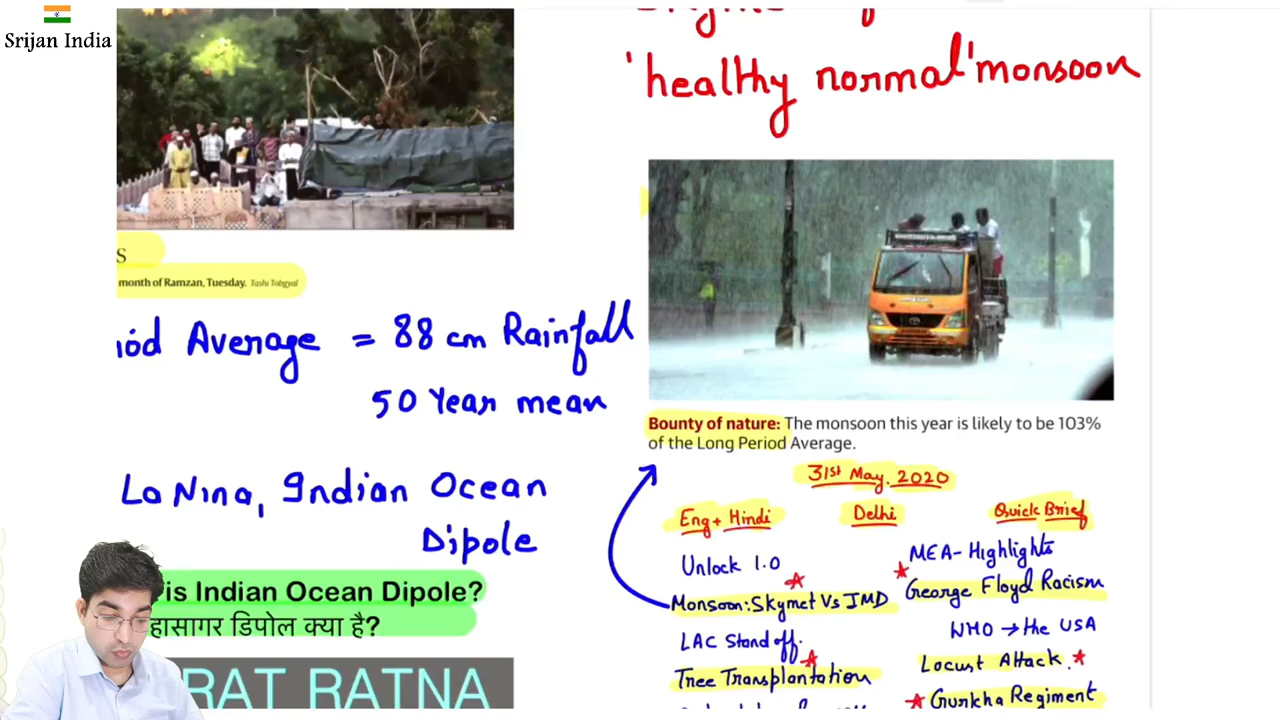 Srijan India
'healthy normal' monsoon
s
month of Ramzan, Tuesday. Tashi Tobgyal
Average = 88 cm Rainfall
50 Year mean
La Nina, Indian Ocean
Dipole
is Indian Ocean Dipole?
हासागर डिपोल क्या है?
RAT RATNA
Bounty of nature: The monsoon this year is likely to be 103%
of the Long Period Average.
31st May. 2020
Eng + Hindi
Unlock 1.0
Monsoon: Skymet Vs IMD
LAC Stand off.
Tree Transplantation
Delhi
Quick Brief
MEA- Highlights
George Floyd Racism
WHO → the USA
Locust Attack.
Gurkha Regiment